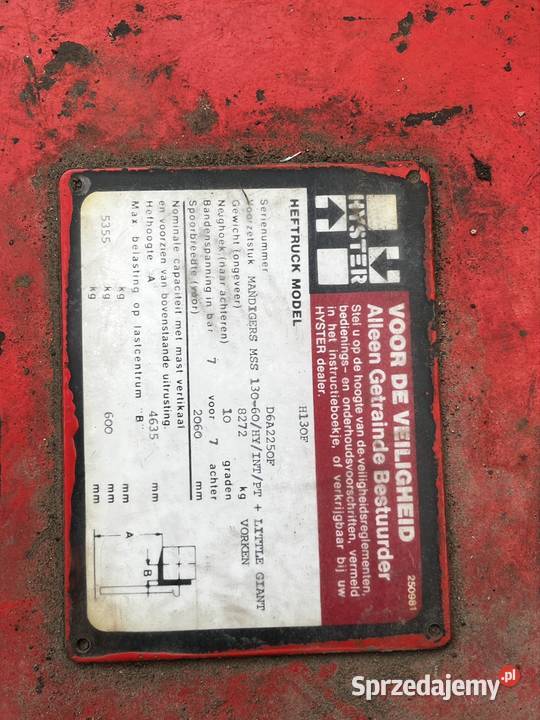 HYSTER
VOOR DE VEILIGHEID
Alleen Getrainde Bestuurder
Stel u op de hoogte van de veiligheidsreglementen,
bedienings- en onderhoudsvoorschriften, vermeld
in het instructieboekje, of verkrijgbaar bij uw
HYSTER dealer.
250981
HEFTRUCK MODEL H130F
Serienummer D6A2250F
Voorzetstuk MANDIGERS MSS 130-60/HY/INT/PT + LITTLE GIANT
VORKEN
Gewicht (ongeveer) 8272 kg
Neighoek (naar achteren) 10 graden
Bandenspanning in bar 7 voor 7 achter
Spoorbreedte (voor) 2060 mm
Nominale capaciteit met mast vertikaal
en voorzien van bovenstaande uitrusting.
Hefhoogte A 4635 mm
Max belasting op lastcentrum B
5355 kg 600 mm
kg mm
A
B
Sprzedajemy.pl